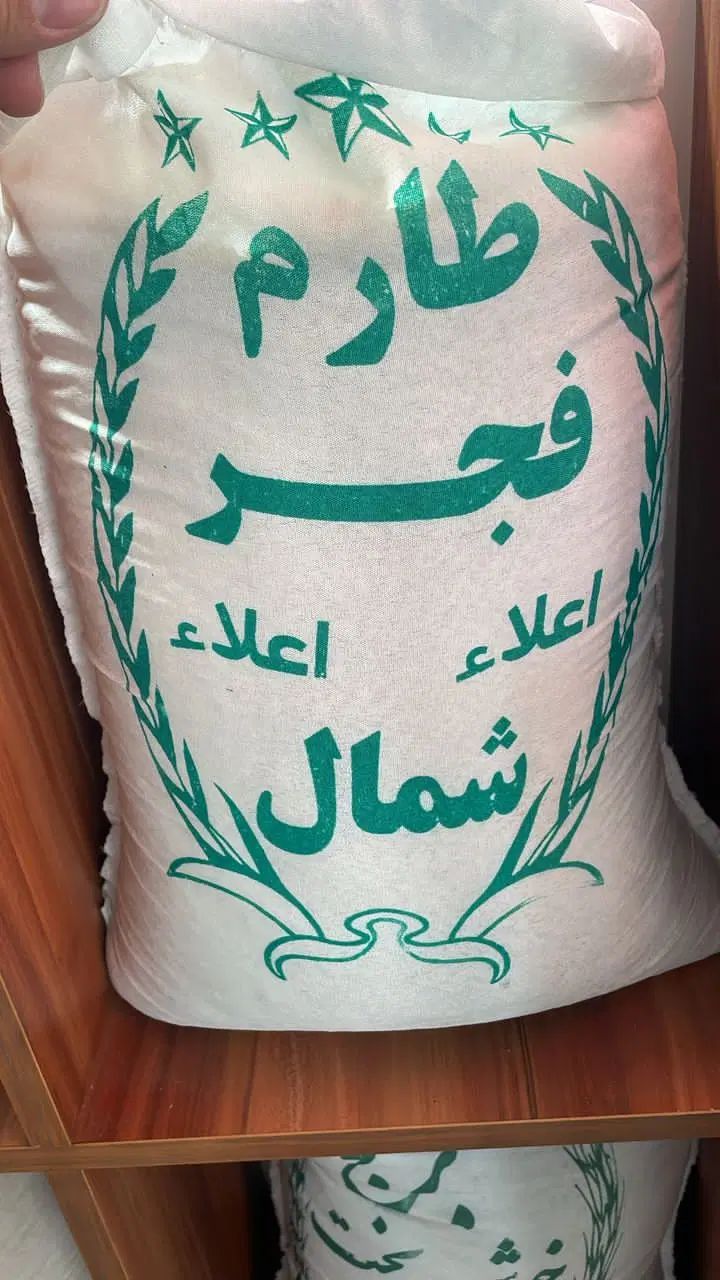 طارم
فجر
اعلاء اعلاء
شمال